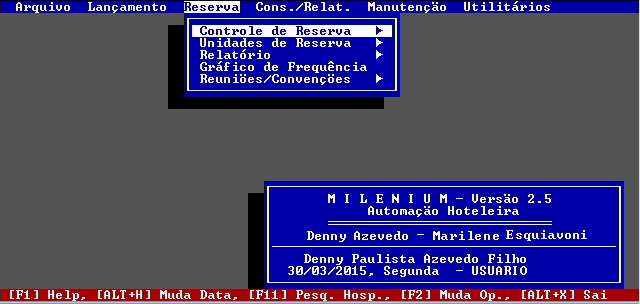 Arquivo Lançamento Reserva Cons./Relat. Manutenção Utilitários
Controle de Reserva ►
Unidades de Reserva ►
Relatório ►
Gráfico de Frequência
Reuniões/Convenções ►
M I L E N I U M - Versão 2.5
Automação Hoteleira
Denny Azevedo - Marilene Esquiavoni
Denny Paulista Azevedo Filho
30/03/2015, Segunda - USUARIO
[F1] Help, [ALT+H] Muda Data, [F11] Pesq. Hosp., [F2] Muda Op., [ALT+X] Sai